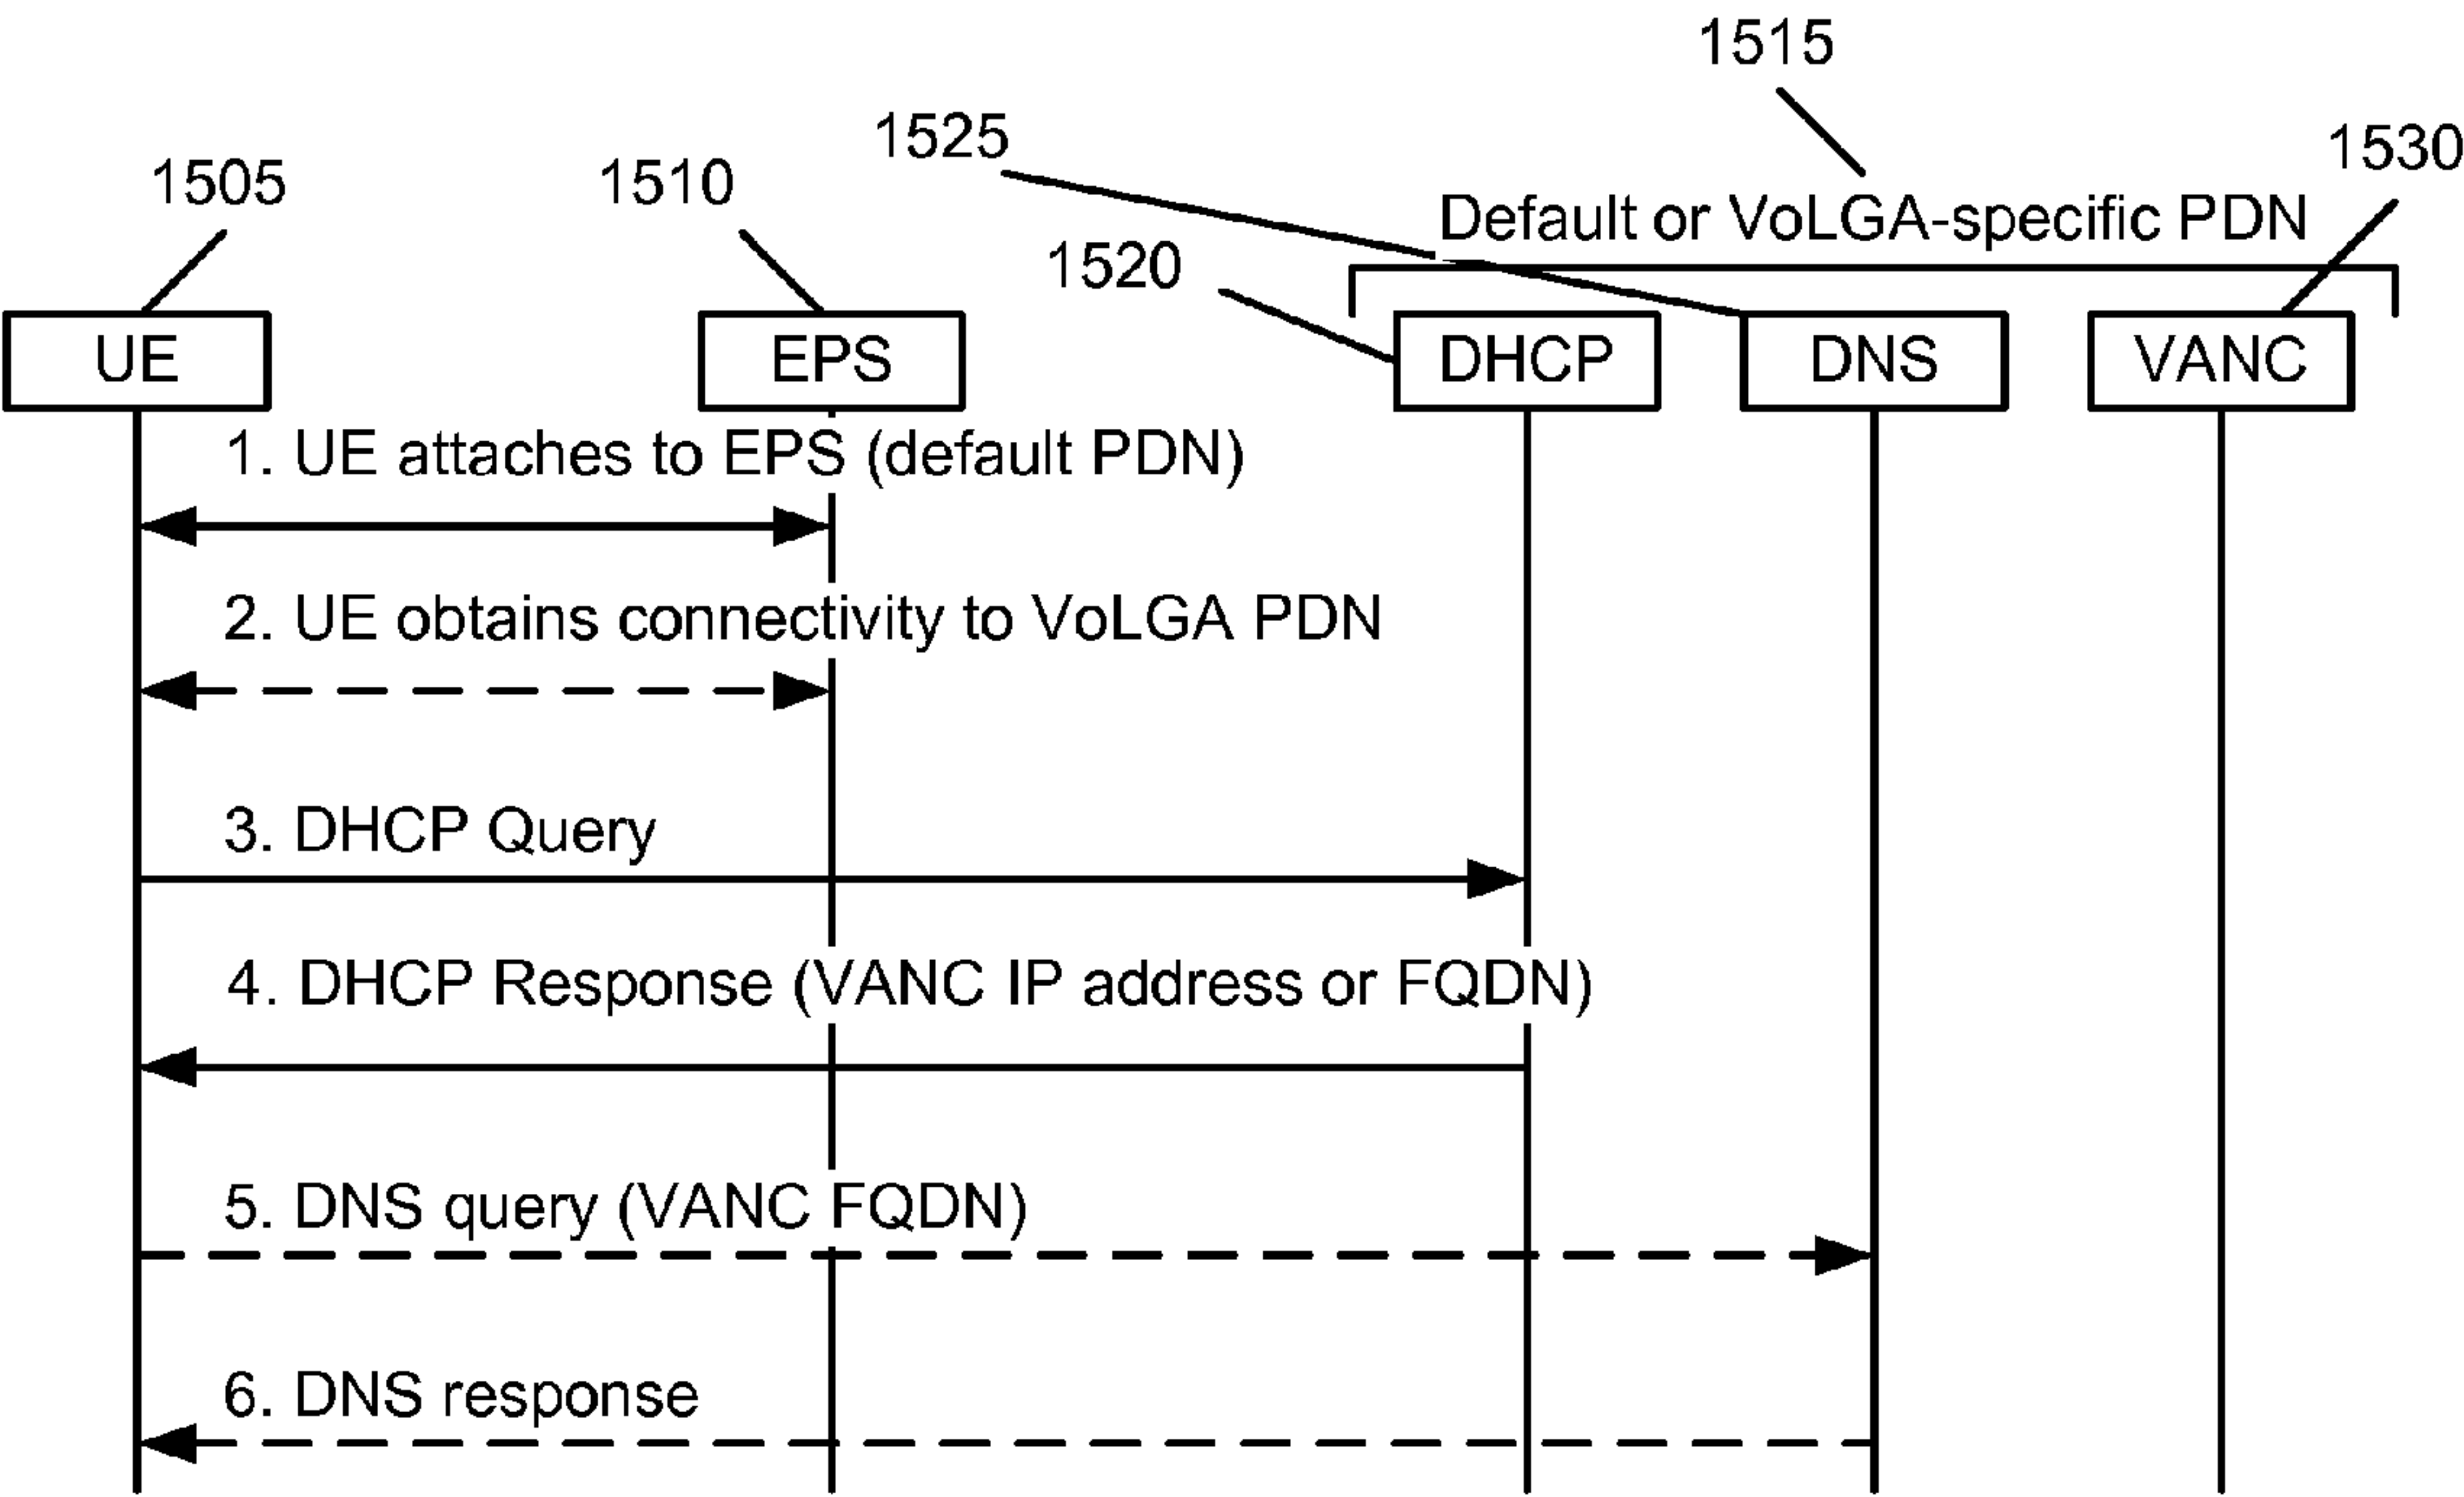 1515
1525
1530
1505
1510
Default or VoLGA-specific PDN
1520
UE
EPS
DHCP
DNS
VANC
1. UE attaches to EPS (default PDN)
2. UE obtains connectivity to VoLGA PDN
3. DHCP Query
4. DHCP Response (VANC IP address or FQDN)
5. DNS query (VANC FQDN)
6. DNS response